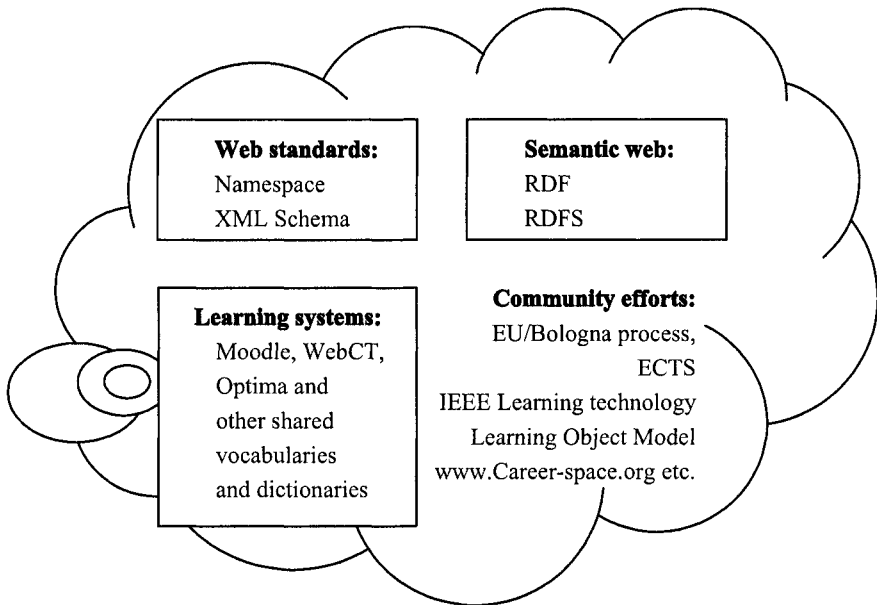 Web standards:
Namespace
XML Schema
Semantic web:
RDF
RDFS
Learning systems:
Moodle, WebCT,
Optima and
other shared
vocabularies
and dictionaries
Community efforts:
EU/Bologna process,
ECTS
IEEE Learning technology
Learning Object Model
www.Career-space.org etc.